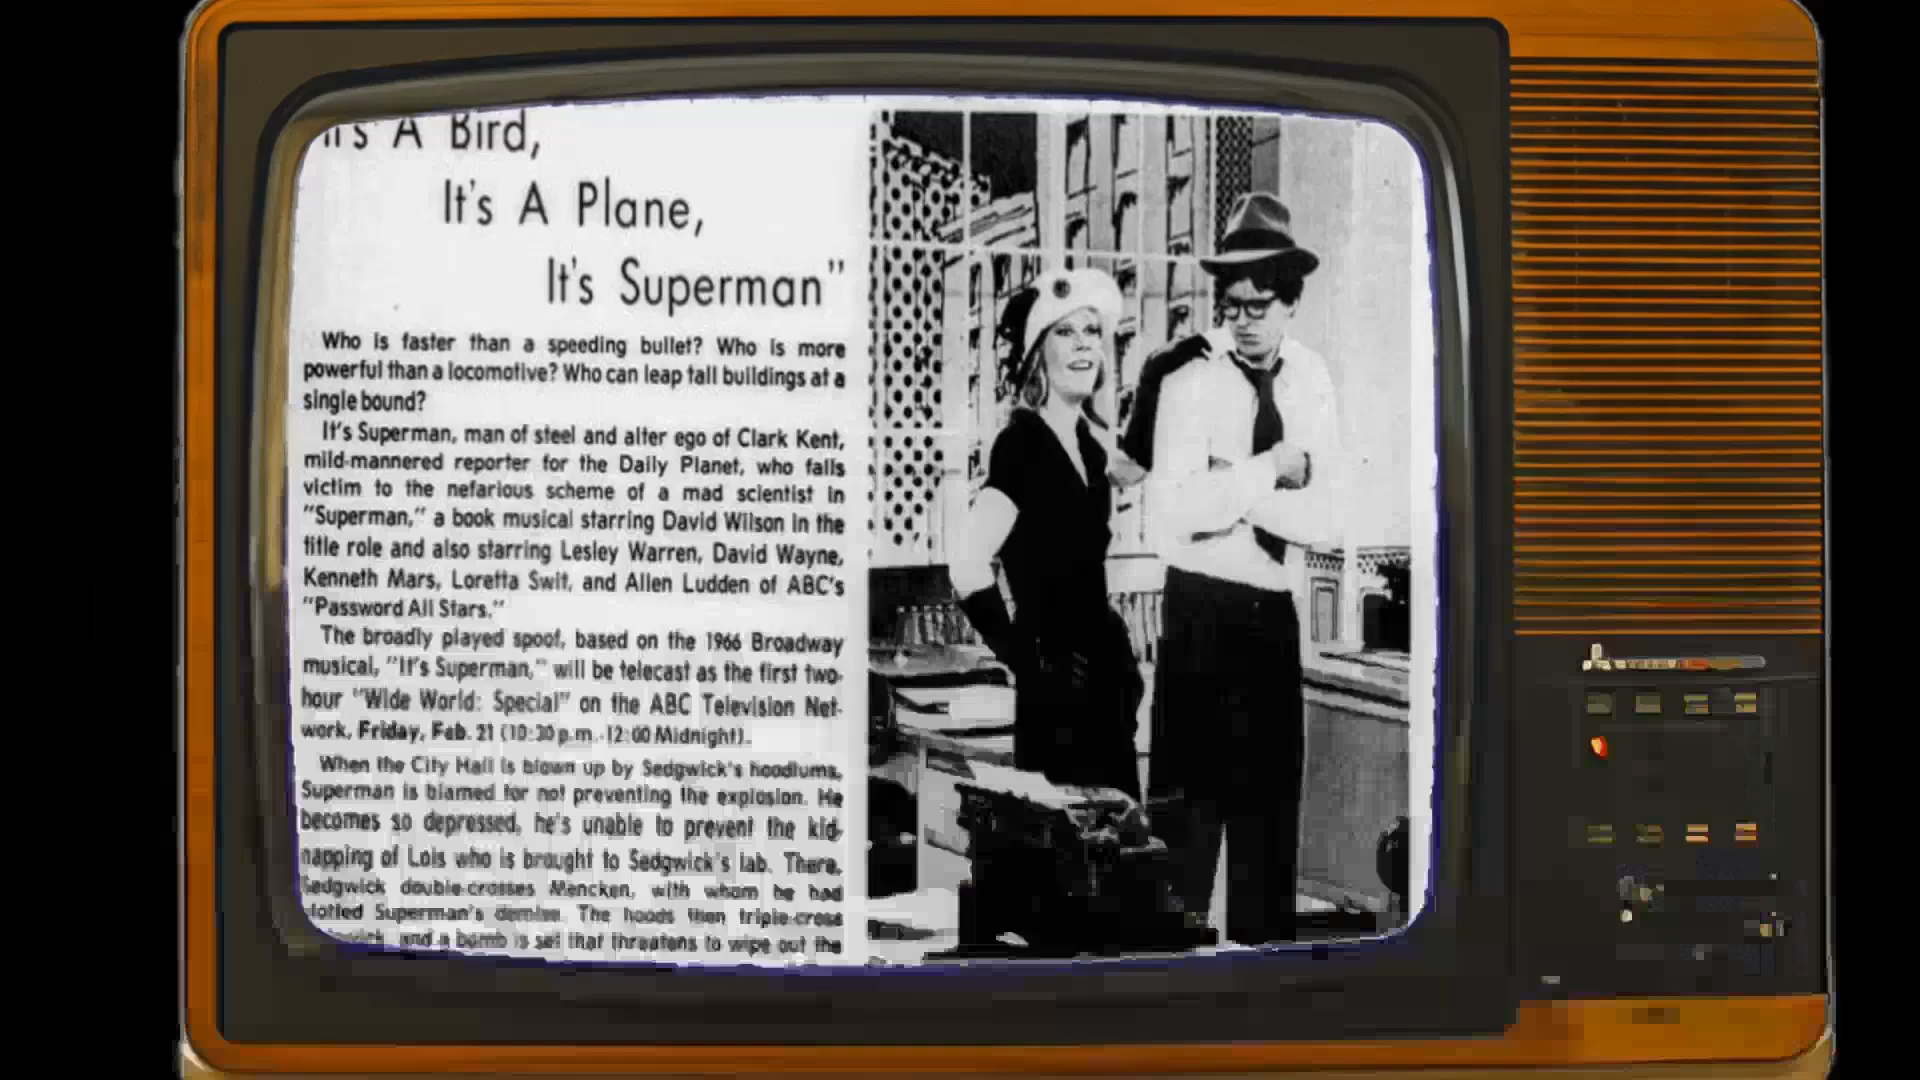 "It's A Bird,
It's A Plane,
It's Superman"
Who is faster than a speeding bullet? Who is more
powerful than a locomotive? Who can leap tall buildings at a
single bound?
It's Superman, man of steel and alter ego of Clark Kent,
mild-mannered reporter for the Daily Planet, who falls
victim to the nefarious scheme of a mad scientist in
"Superman," a book musical starring David Wilson in the
title role and also starring Lesley Warren, David Wayne,
Kenneth Mars, Loretta Swit, and Allen Ludden of ABC's
"Password All Stars."
The broadly played spoof, based on the 1966 Broadway
musical, "It's Superman," will be telecast as the first two-
hour "Wide World: Special" on the ABC Television Net-
work, Friday, Feb. 21 (10:30 p.m.-12:00 Midnight).
When the City Hall is blown up by Sedgwick's hoodlums,
Superman is blamed for not preventing the explosion. He
becomes so depressed, he's unable to prevent the kid-
napping of Lois who is brought to Sedgwick's lab. There,
Sedgwick double-crosses Mencken, with whom he had
plotted Superman's demise. The hoods then triple-cross
and a bomb is set that threatens to wipe out the